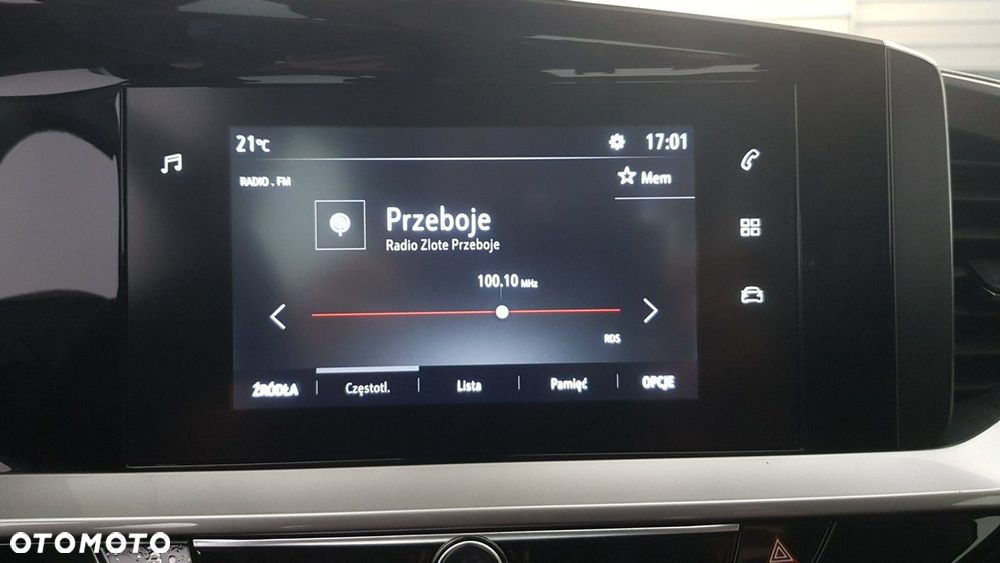 21°C 17:01
RADIO . FM
Mem
Przeboje
Radio Zlote Przeboje
100.10 MHz
RDS
ŹRÓDŁA Częstotl. Lista Pamięć OPCJE
OTOMOTO